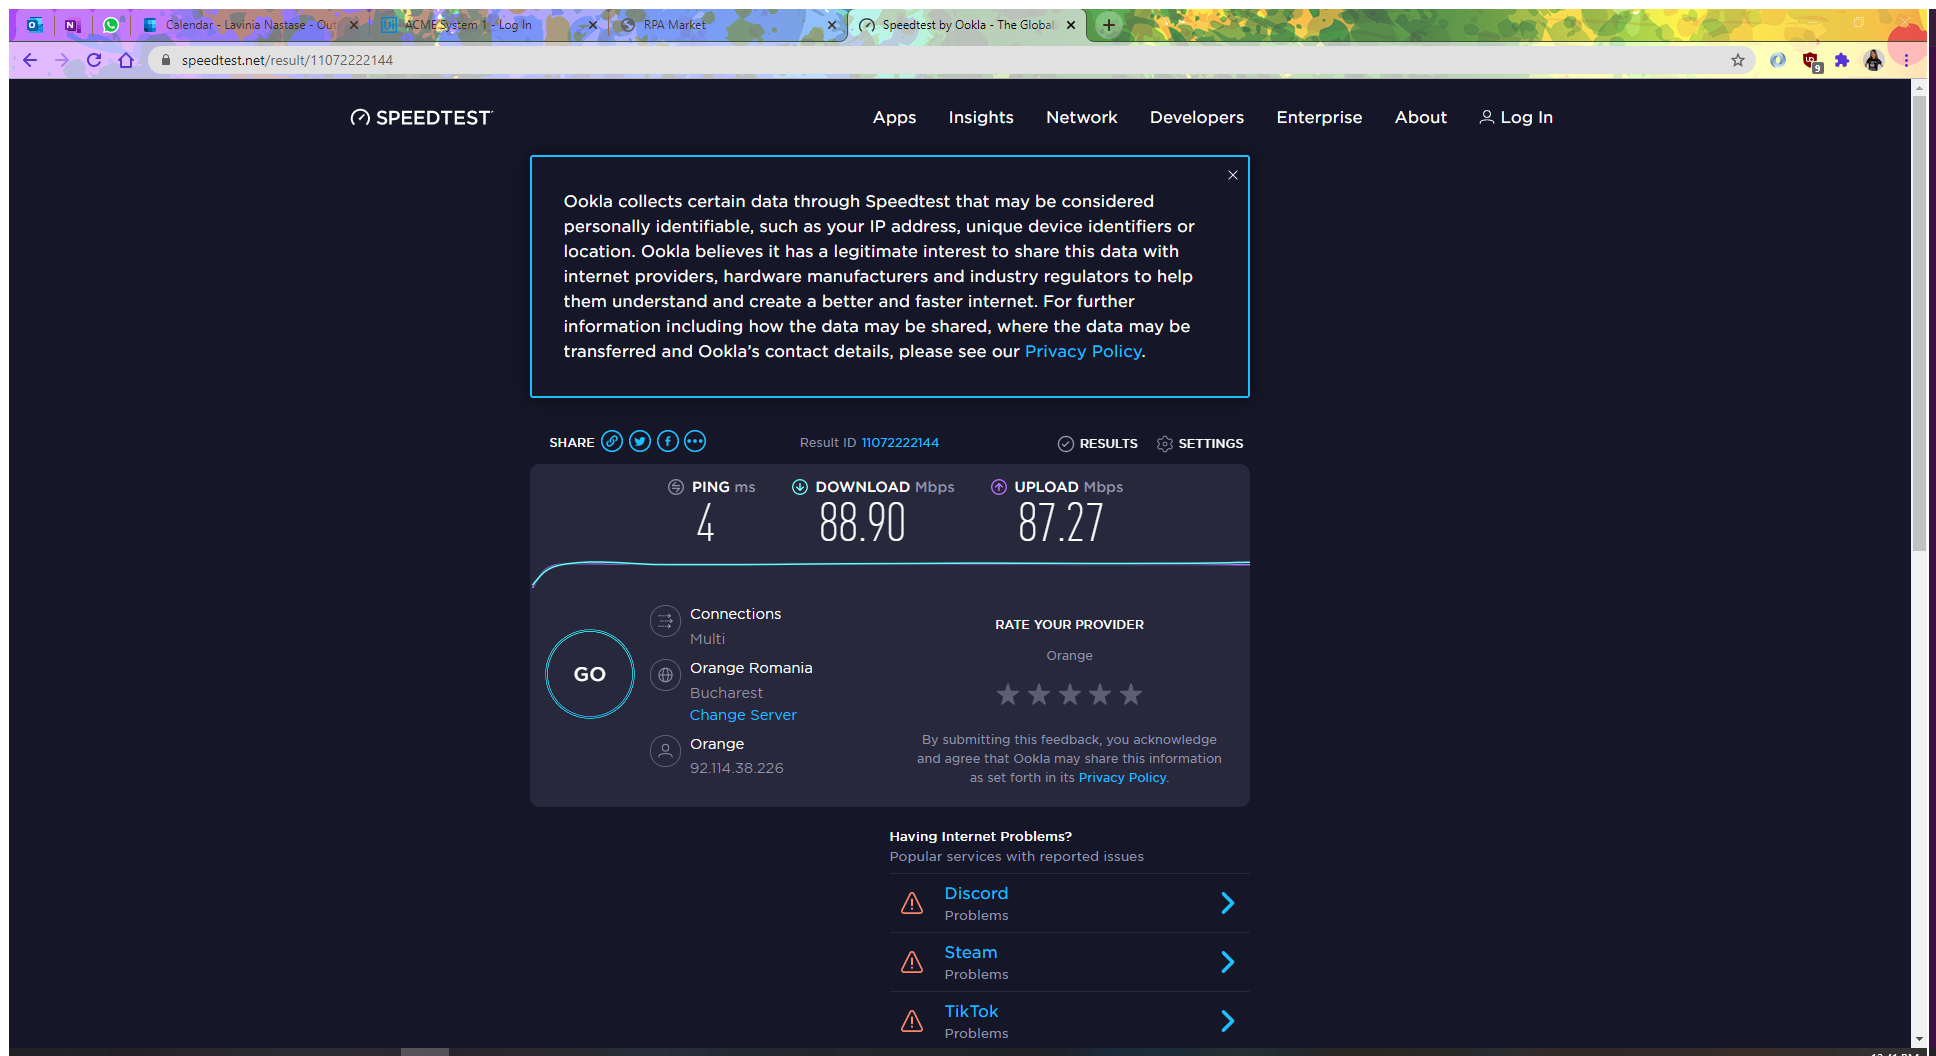 Calendar - Lavinia Nastase - Out
ACME System 1 - Log In
RPA Market
Speedtest by Ookla - The Global
speedtest.net/result/11072222144
9
SPEEDTEST
Apps
Insights
Network
Developers
Enterprise
About
Log In
Ookla collects certain data through Speedtest that may be considered
personally identifiable, such as your IP address, unique device identifiers or
location. Ookla believes it has a legitimate interest to share this data with
internet providers, hardware manufacturers and industry regulators to help
them understand and create a better and faster internet. For further
information including how the data may be shared, where the data may be
transferred and Ookla’s contact details, please see our Privacy Policy.
SHARE
Result ID 11072222144
RESULTS
SETTINGS
PING ms
4
DOWNLOAD Mbps
88.90
UPLOAD Mbps
87.27
GO
Connections
Multi
Orange Romania
Bucharest
Change Server
Orange
92.114.38.226
RATE YOUR PROVIDER
Orange
By submitting this feedback, you acknowledge
and agree that Ookla may share this information
as set forth in its Privacy Policy.
Having Internet Problems?
Popular services with reported issues
Discord
Problems
Steam
Problems
TikTok
Problems